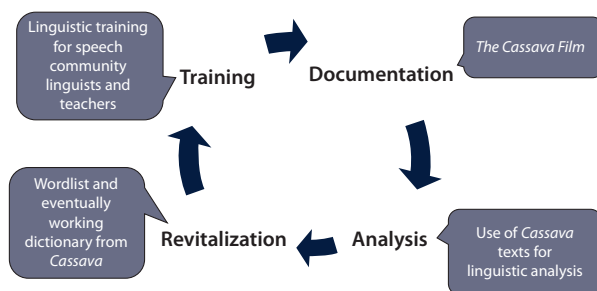 Linguistic training
for speech
community
linguists and
teachers
Training
Documentation
The Cassava Film
Wordlist and
eventually
working
dictionary from
Cassava
Revitalization
Analysis
Use of Cassava
texts for
linguistic analysis